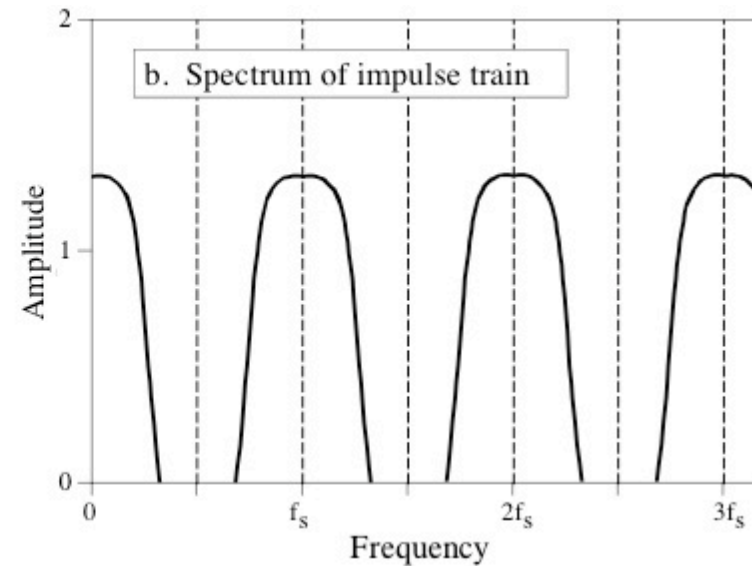 2
b. Spectrum of impulse train
Amplitude
1
0
0 fs 2fs 3fs
Frequency